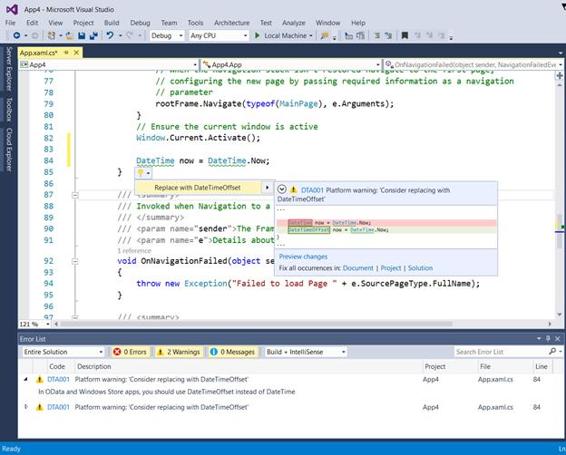 App4 - Microsoft Visual Studio
File Edit View Project Build Debug Team Tools Architecture Test Analyze Window Help
Debug Any CPU Local Machine
Server Explorer
Toolbox
Cloud Explorer
App.xaml.cs*
App4 App4.App OnNavigationFailed(object sender, NavigationFailedEve
76 // When the navigation stack isn't restored navigate to the first page,
77 // configuring the new page by passing required information as a navigation
78 // parameter
79 rootFrame.Navigate(typeof(MainPage), e.Arguments);
80 }
81 // Ensure the current window is active
82 Window.Current.Activate();
83
84 DateTime now = DateTime.Now;
85 }
Replace with DateTimeOffset
DTA001 Platform warning: 'Consider replacing with
DateTimeOffset'
...
DateTime now = DateTime.Now;
DateTimeOffset now = DateTime.Now;
}
...
Preview changes
Fix all occurrences in: Document | Project | Solution
87 /// <summary>
88 /// Invoked when Navigation to a
89 /// </summary>
90 /// <param name="sender">The Fram
91 /// <param name="e">Details about
1 reference
92 void OnNavigationFailed(object se
93 {
94 throw new Exception("Failed to load Page " + e.SourcePageType.FullName);
95 }
96
97 /// <summary>
121 %
Error List
Entire Solution 0 Errors 2 Warnings 0 Messages Build + IntelliSense Search Error List
Code Description Project File Line
DTA001 Platform warning: 'Consider replacing with DateTimeOffset' App4 App.xaml.cs 84
In OData and Windows Store apps, you should use DateTimeOffset instead of DateTime
DTA001 Platform warning: 'Consider replacing with DateTimeOffset' App4 App.xaml.cs 84
Ready Ln